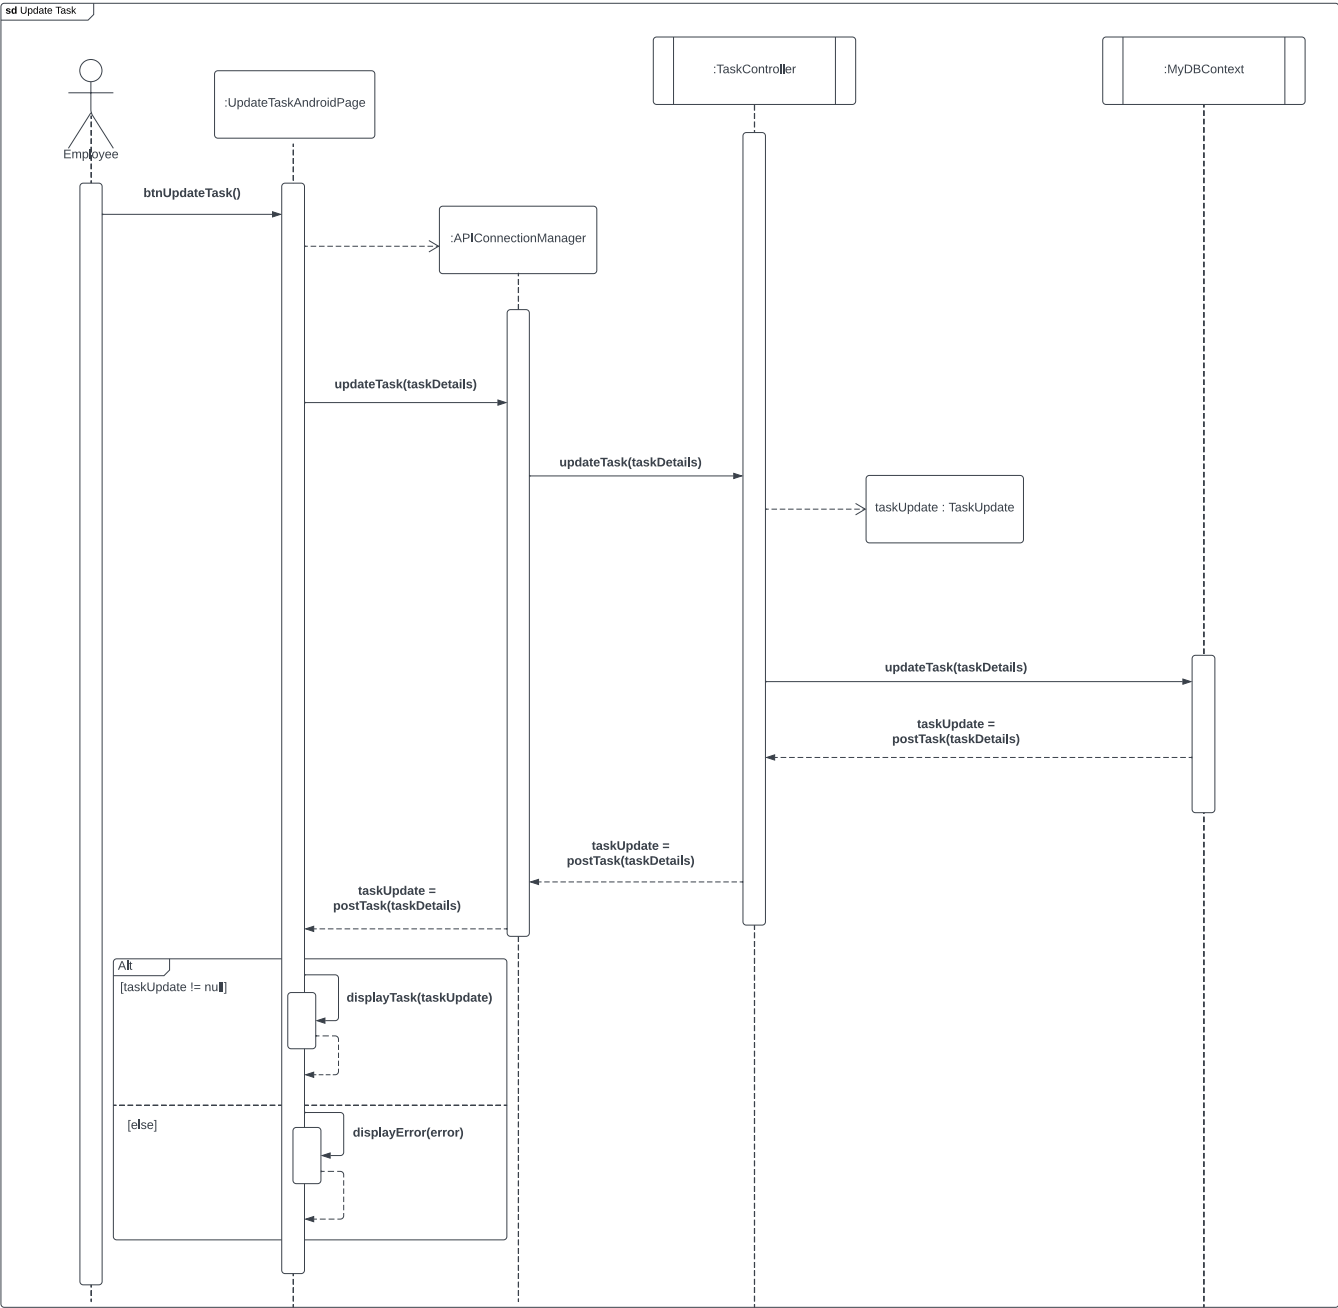 sd Update Task
:TaskController
:MyDBContext
:UpdateTaskAndroidPage
Employee
btnUpdateTask()
:APIConnectionManager
updateTask(taskDetails)
updateTask(taskDetails)
taskUpdate : TaskUpdate
updateTask(taskDetails)
taskUpdate =
postTask(taskDetails)
taskUpdate =
postTask(taskDetails)
taskUpdate =
postTask(taskDetails)
Alt
[taskUpdate != null]
displayTask(taskUpdate)
[else]
displayError(error)